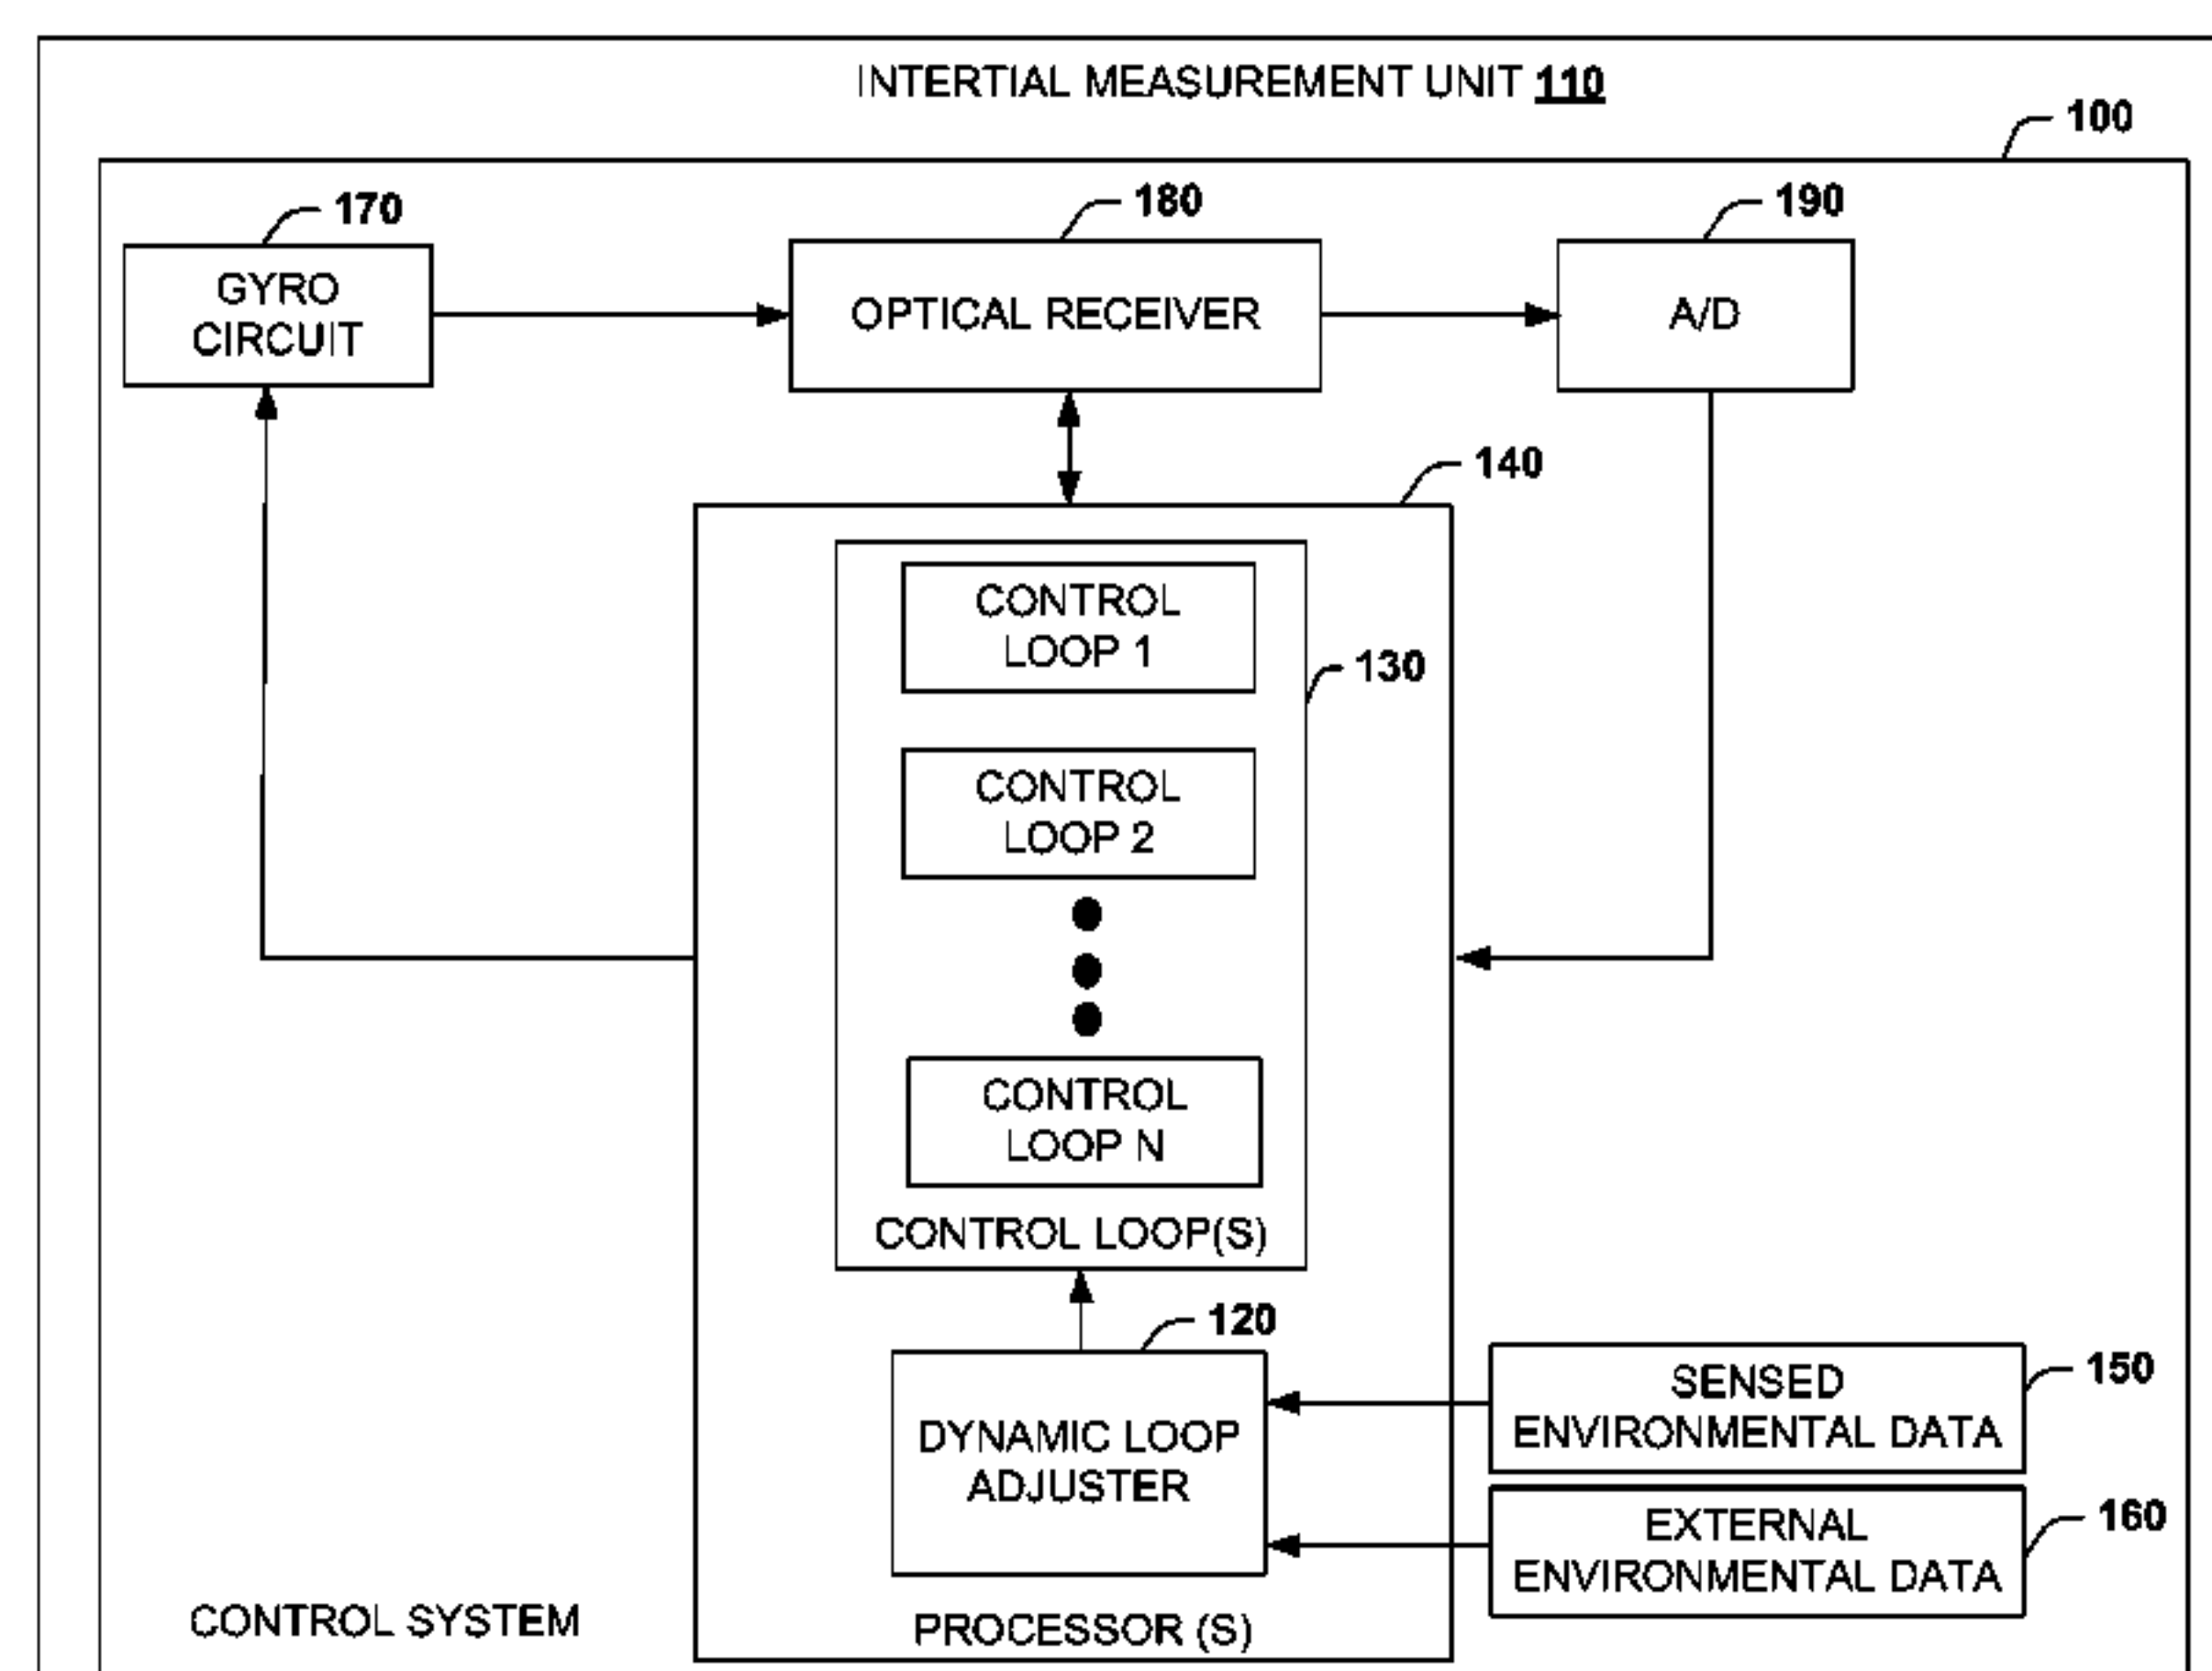 INTERTIAL MEASUREMENT UNIT 110
100
170
180
190
GYRO
CIRCUIT
OPTICAL RECEIVER
A/D
140
CONTROL
LOOP 1
130
CONTROL
LOOP 2
CONTROL
LOOP N
CONTROL LOOP(S)
120
DYNAMIC LOOP
ADJUSTER
SENSED
ENVIRONMENTAL DATA
150
EXTERNAL
ENVIRONMENTAL DATA
160
CONTROL SYSTEM
PROCESSOR (S)